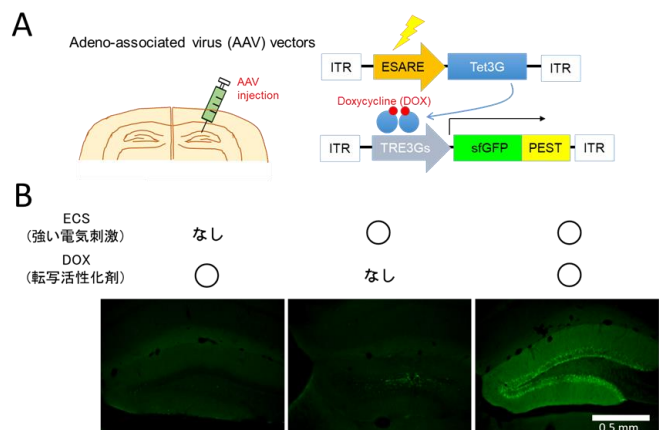 A
Adeno-associated virus (AAV) vectors
AAV
injection
ITR
ESARE
Tet3G
ITR
Doxycycline (DOX)
ITR
TRE3Gs
sfGFP
PEST
ITR
B
ECS
(強い電気刺激)
なし
DOX
(転写活性化剤)
なし
0.5 mm